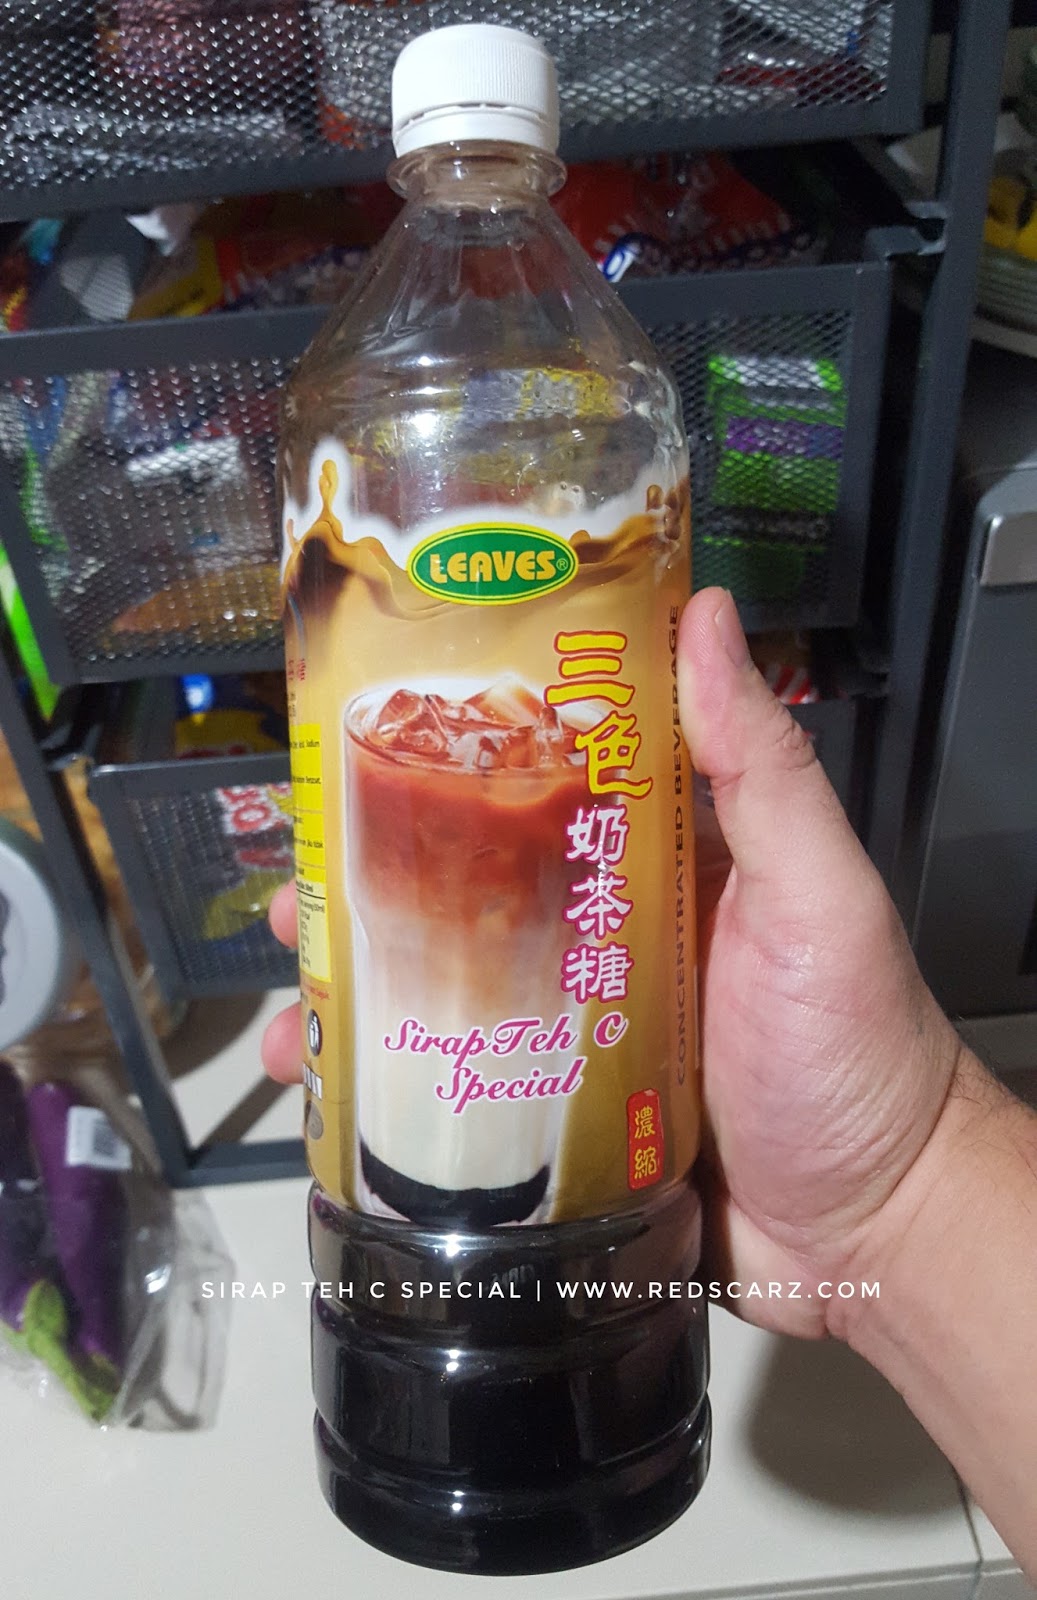 LEAVES®
三色奶茶糖
Sirap Teh C
Special
CONCENTRATED BEVERAGE
濃縮
SIRAP TEH C SPECIAL | WWW.REDSCARZ.COM